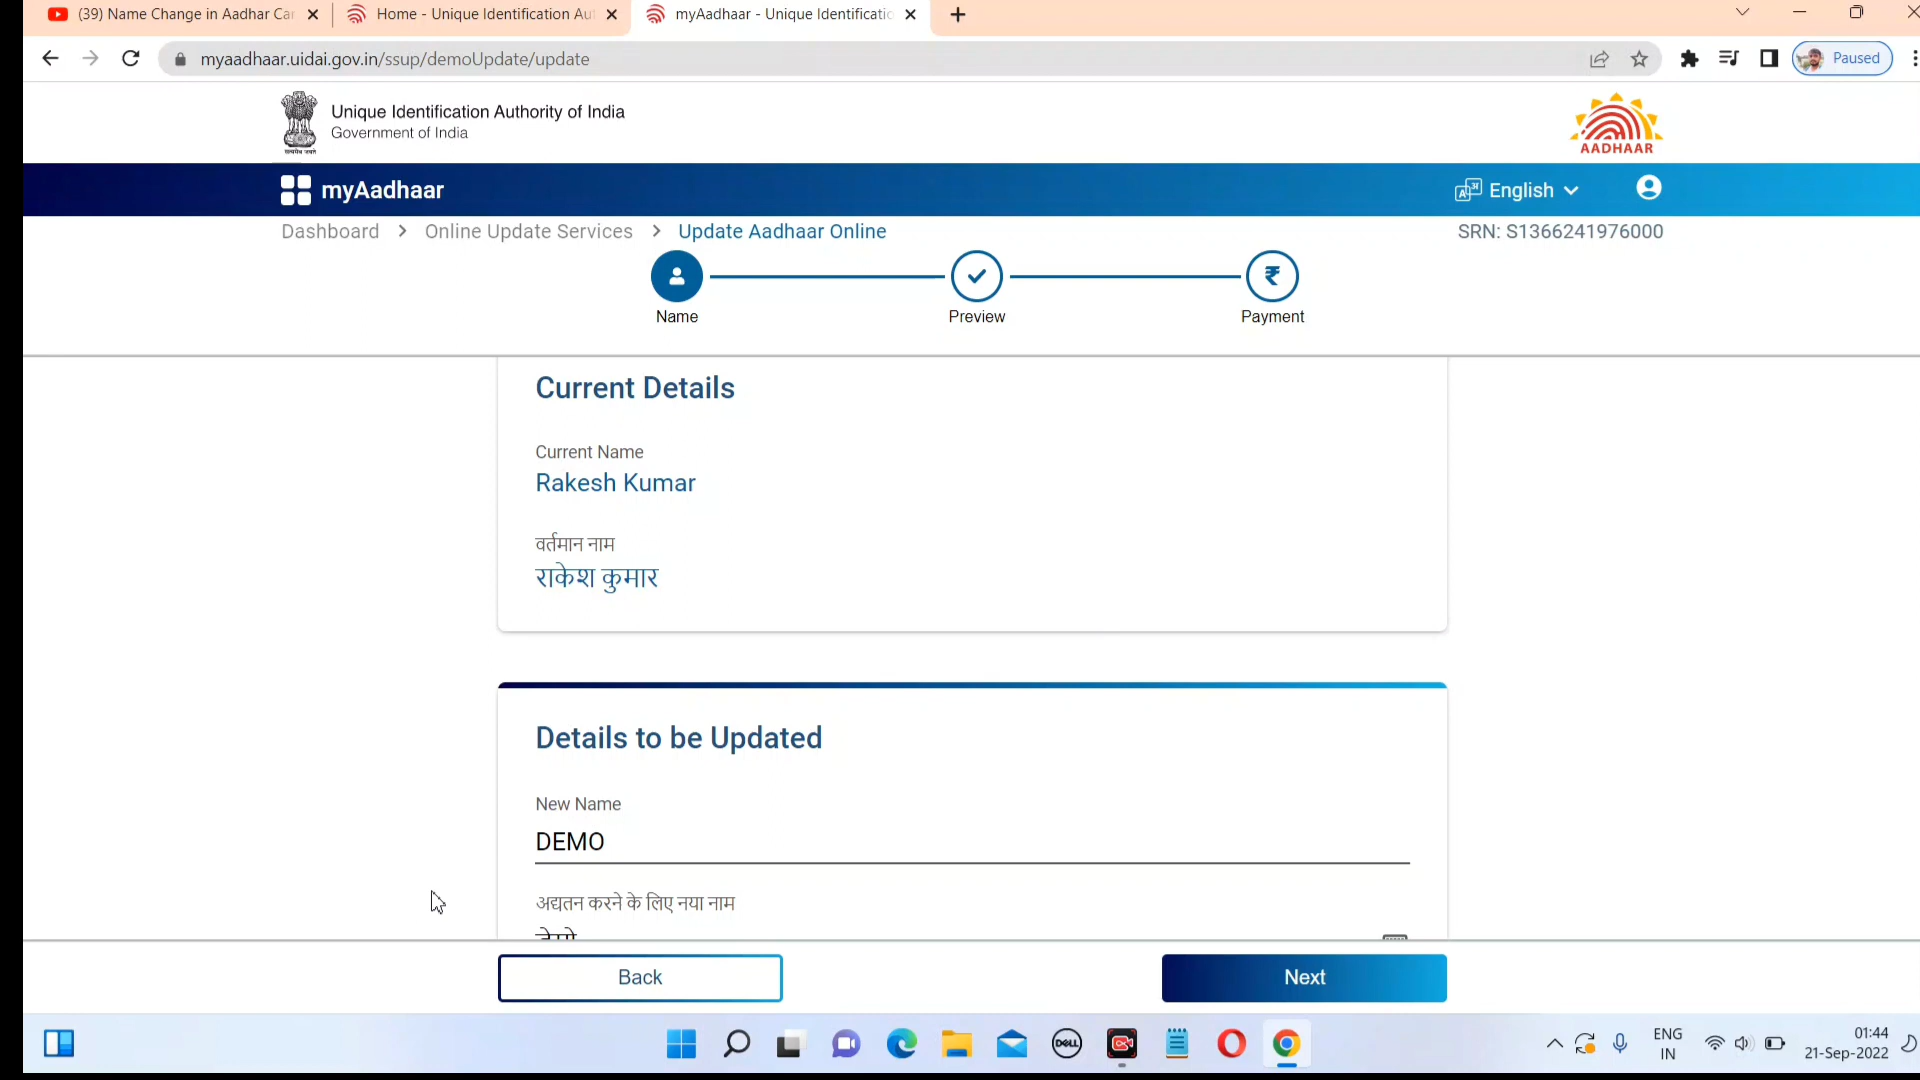 (39) Name Change in Aadhar Car
Home - Unique Identification Aut
myAadhaar - Unique Identificatio
myaadhaar.uidai.gov.in/ssup/demoUpdate/update
Paused
Unique Identification Authority of India
Government of India
AADHAAR
myAadhaar
English
Dashboard > Online Update Services > Update Aadhaar Online
SRN: S1366241976000
Name
Preview
Payment
Current Details
Current Name
Rakesh Kumar
वर्तमान नाम
राकेश कुमार
Details to be Updated
New Name
DEMO
अद्यतन करने के लिए नया नाम
Back
Next
DELL
ENG
IN
01:44
21-Sep-2022